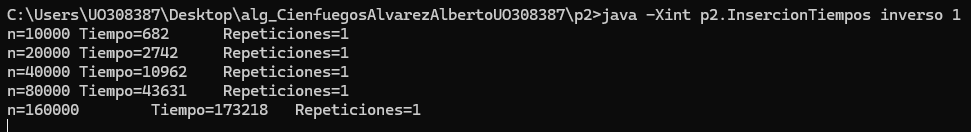 C:\Users\UO308387\Desktop\alg_CienfuegosAlvarezAlbertoUO308387\p2>java -Xint p2.InsercionTiempos inverso 1
n=10000 Tiempo=682 Repeticiones=1
n=20000 Tiempo=2742 Repeticiones=1
n=40000 Tiempo=10962 Repeticiones=1
n=80000 Tiempo=43631 Repeticiones=1
n=160000 Tiempo=173218 Repeticiones=1